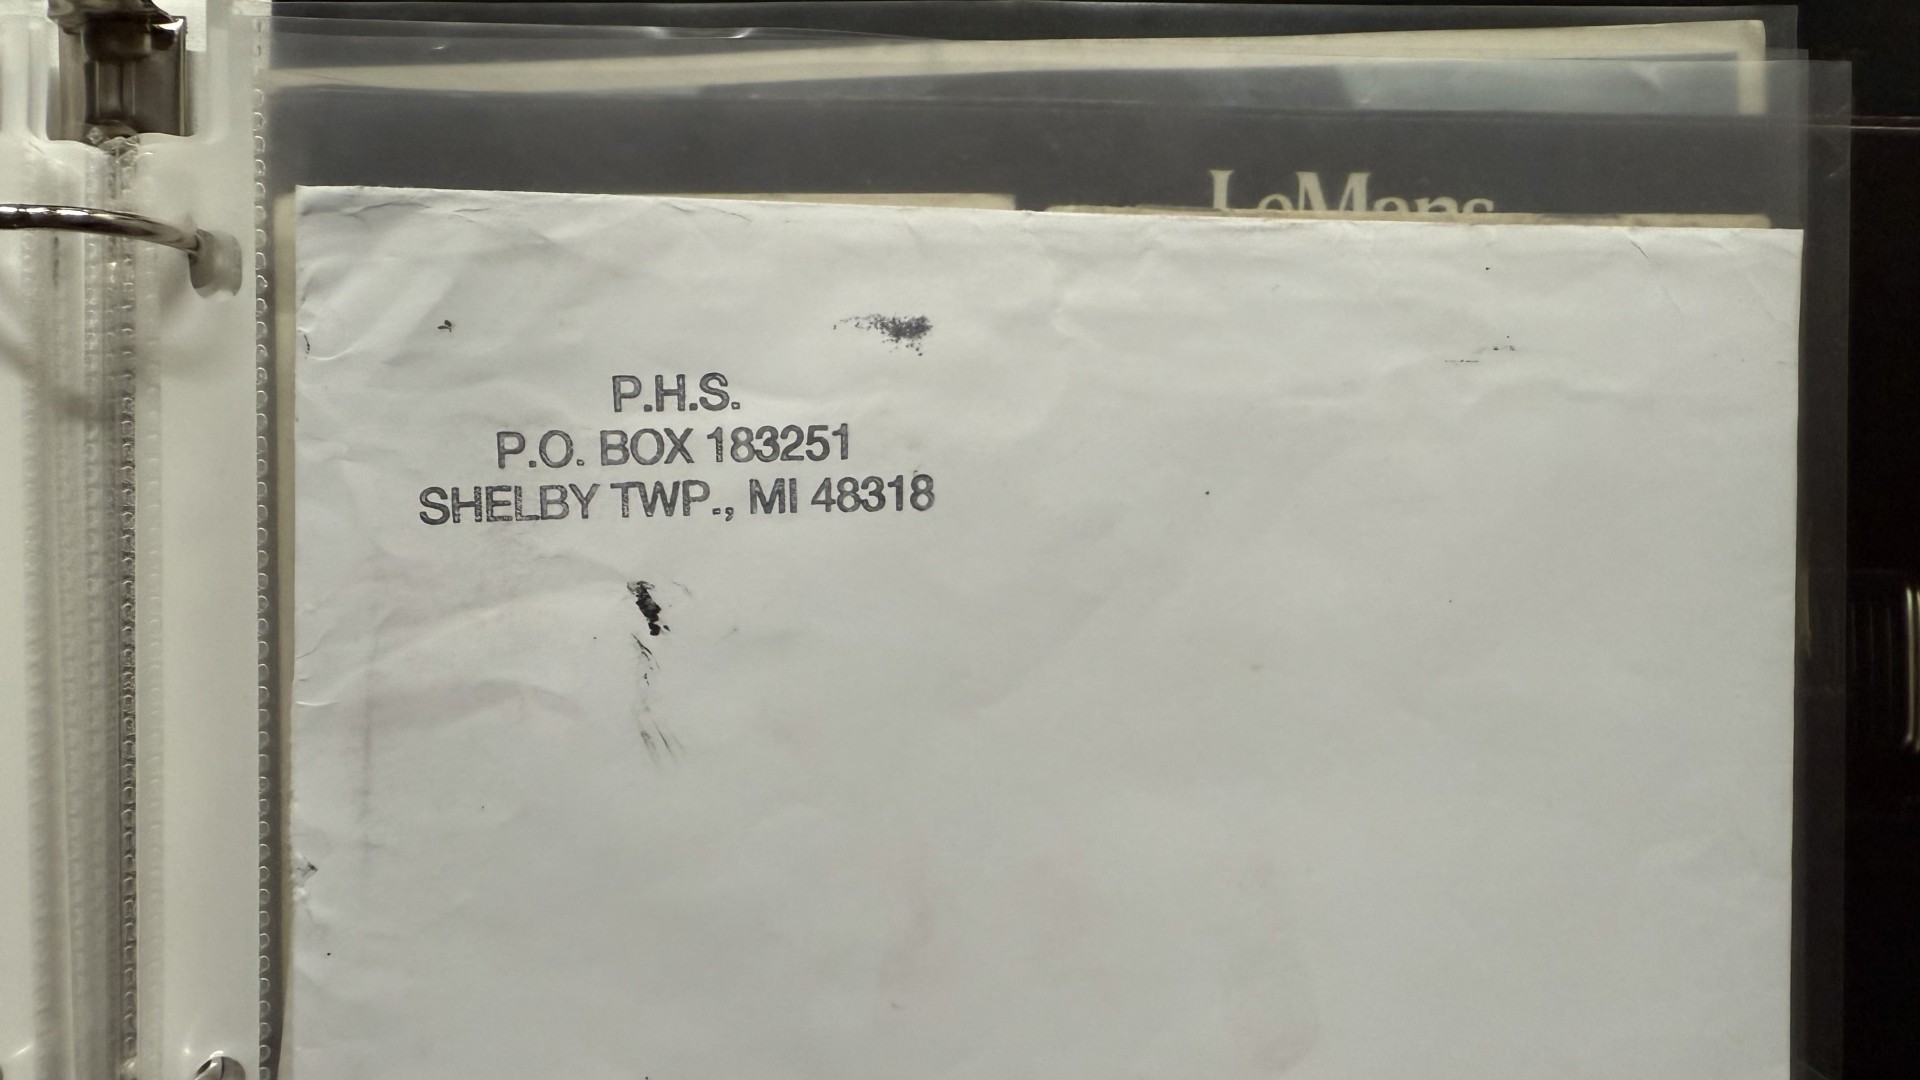 LeMans
P.H.S.
P.O. BOX 183251
SHELBY TWP., MI 48318